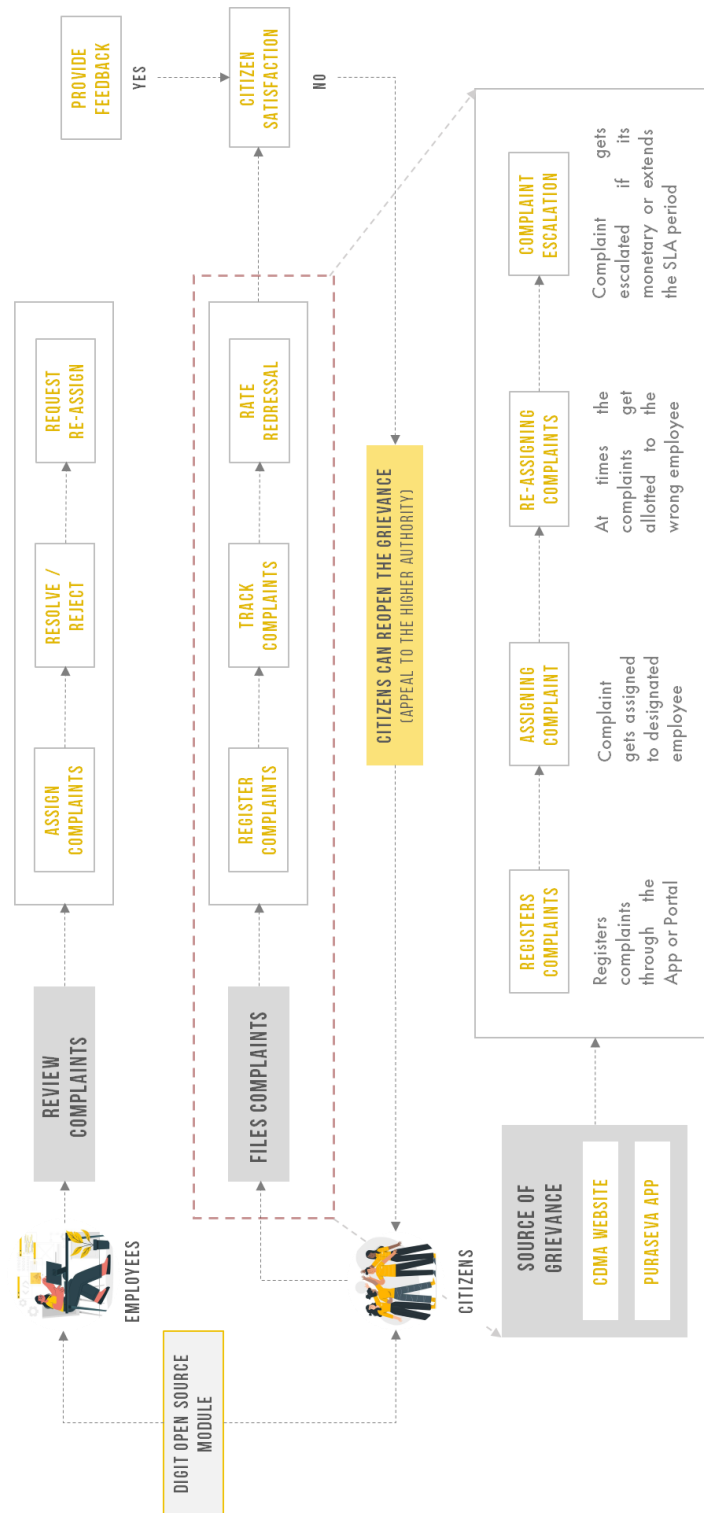 DIGIT OPEN SOURCE
MODULE
EMPLOYEES
REVIEW
COMPLAINTS
ASSIGN
COMPLAINTS
RESOLVE /
REJECT
REQUEST
RE-ASSIGN
PROVIDE
FEEDBACK
YES
CITIZENS
FILES COMPLAINTS
REGISTER
COMPLAINTS
TRACK
COMPLAINTS
RATE
REDRESSAL
CITIZEN
SATISFACTION
NO
CITIZENS CAN REOPEN THE GRIEVANCE
(APPEAL TO THE HIGHER AUTHORITY)
SOURCE OF
GRIEVANCE
CDMA WEBSITE
PURASEVA APP
REGISTERS
COMPLAINTS
Registers
complaints
through the
App or Portal
ASSIGNING
COMPLAINT
Complaint
gets assigned
to designated
employee
RE-ASSIGNING
COMPLAINTS
At times the
complaints get
allotted to the
wrong employee
COMPLAINT
ESCALATION
Complaint gets
escalated if its
monetary or extends
the SLA period